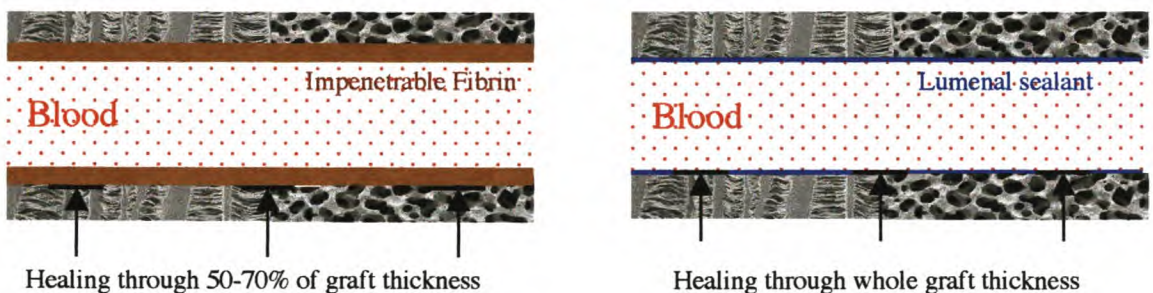 Impenetrable Fibrin
Blood
Healing through 50-70% of graft thickness
Lumenal sealant
Blood
Healing through whole graft thickness